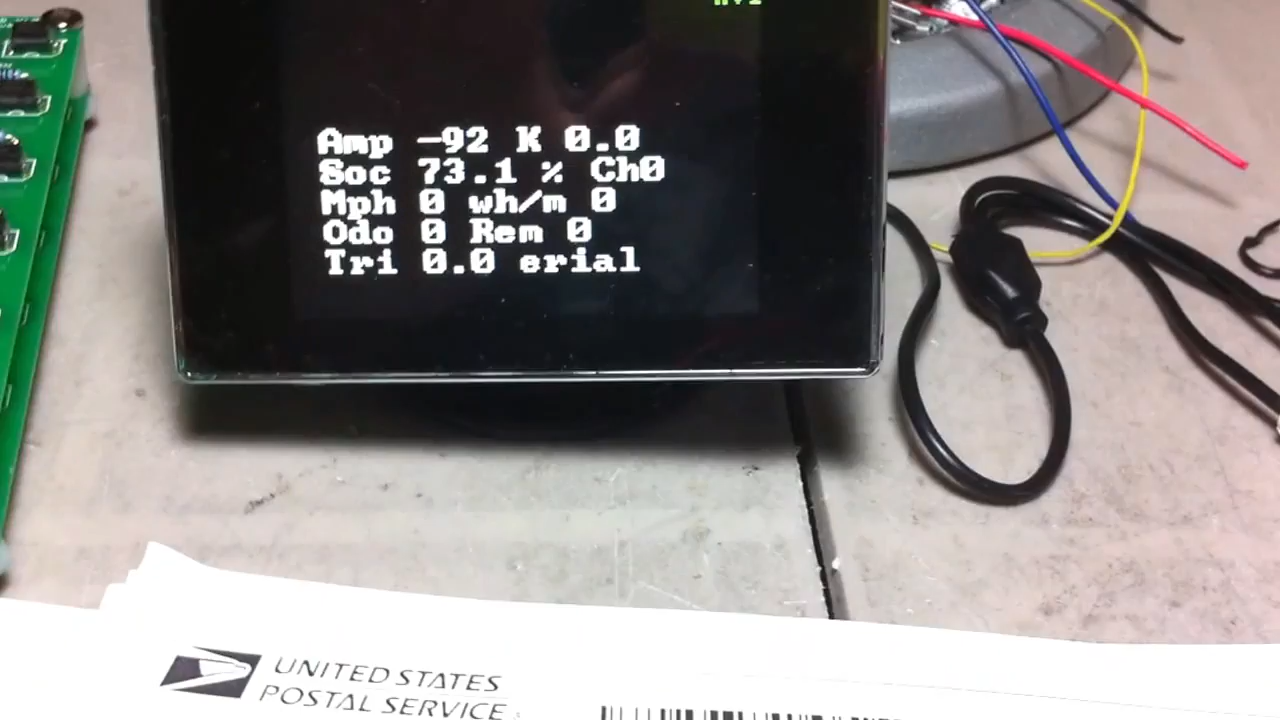 Amp -92 K 0.0
Soc 73.1 % Ch0
Mph 0 wh/m 0
Odo 0 Rem 0
Tri 0.0 erial
UNITED STATES
POSTAL SERVICE